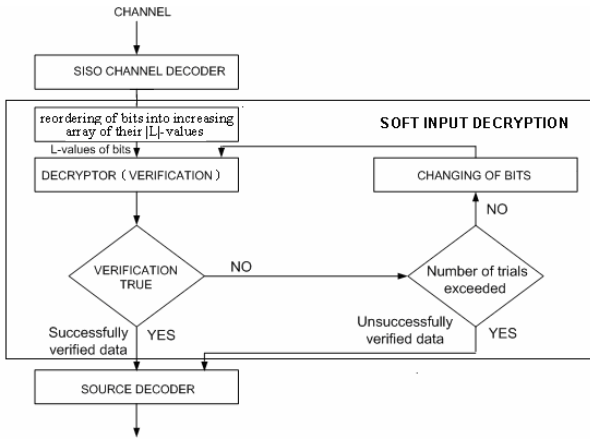 CHANNEL
SISO CHANNEL DECODER
reordering of bits into increasing
array of their |L|-values
SOFT INPUT DECRYPTION
L-values of bits
DECRYPTOR ( VERIFICATION )
CHANGING OF BITS
NO
VERIFICATION
TRUE
NO
Number of trials
exceeded
Successfully
verified data
YES
Unsuccessfully
verified data
YES
SOURCE DECODER